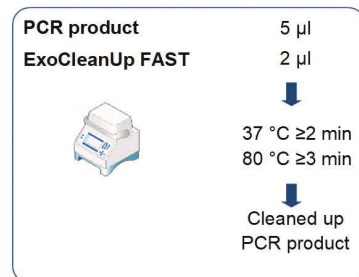 PCR product 5 µl
ExoCleanUp FAST 2 µl
37 °C ≥2 min
80 °C ≥3 min
Cleaned up
PCR product